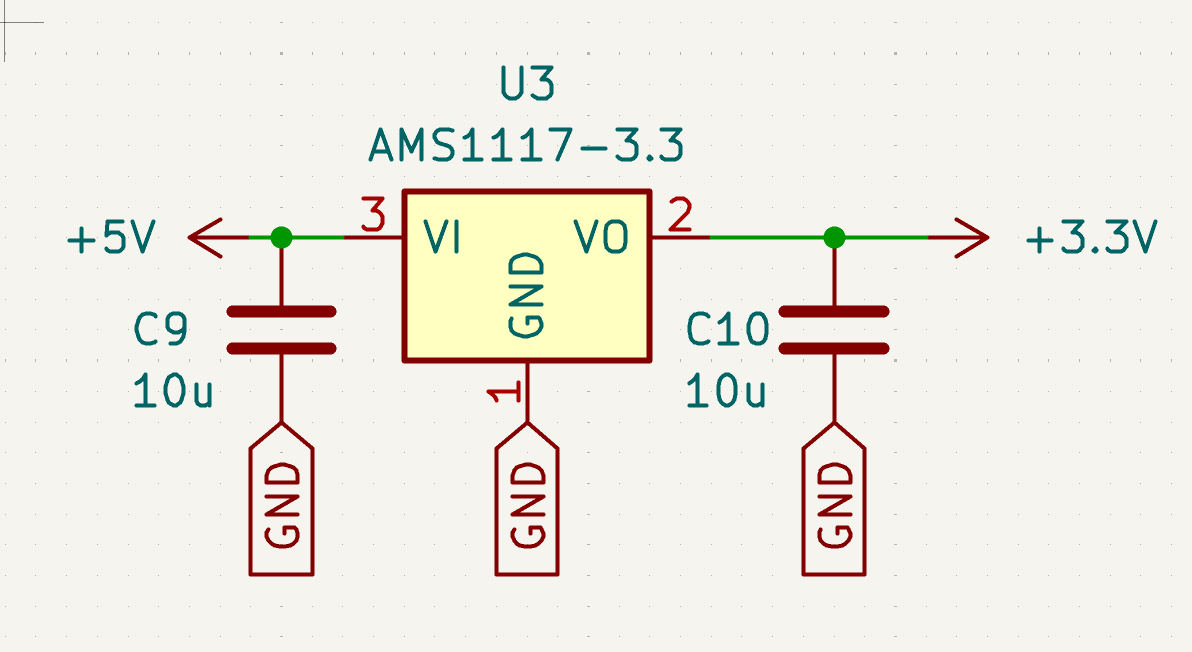 U3
AMS1117-3.3
+5V
3
VI
VO
2
+3.3V
GND
C9
10u
1
C10
10u
GND
GND
GND